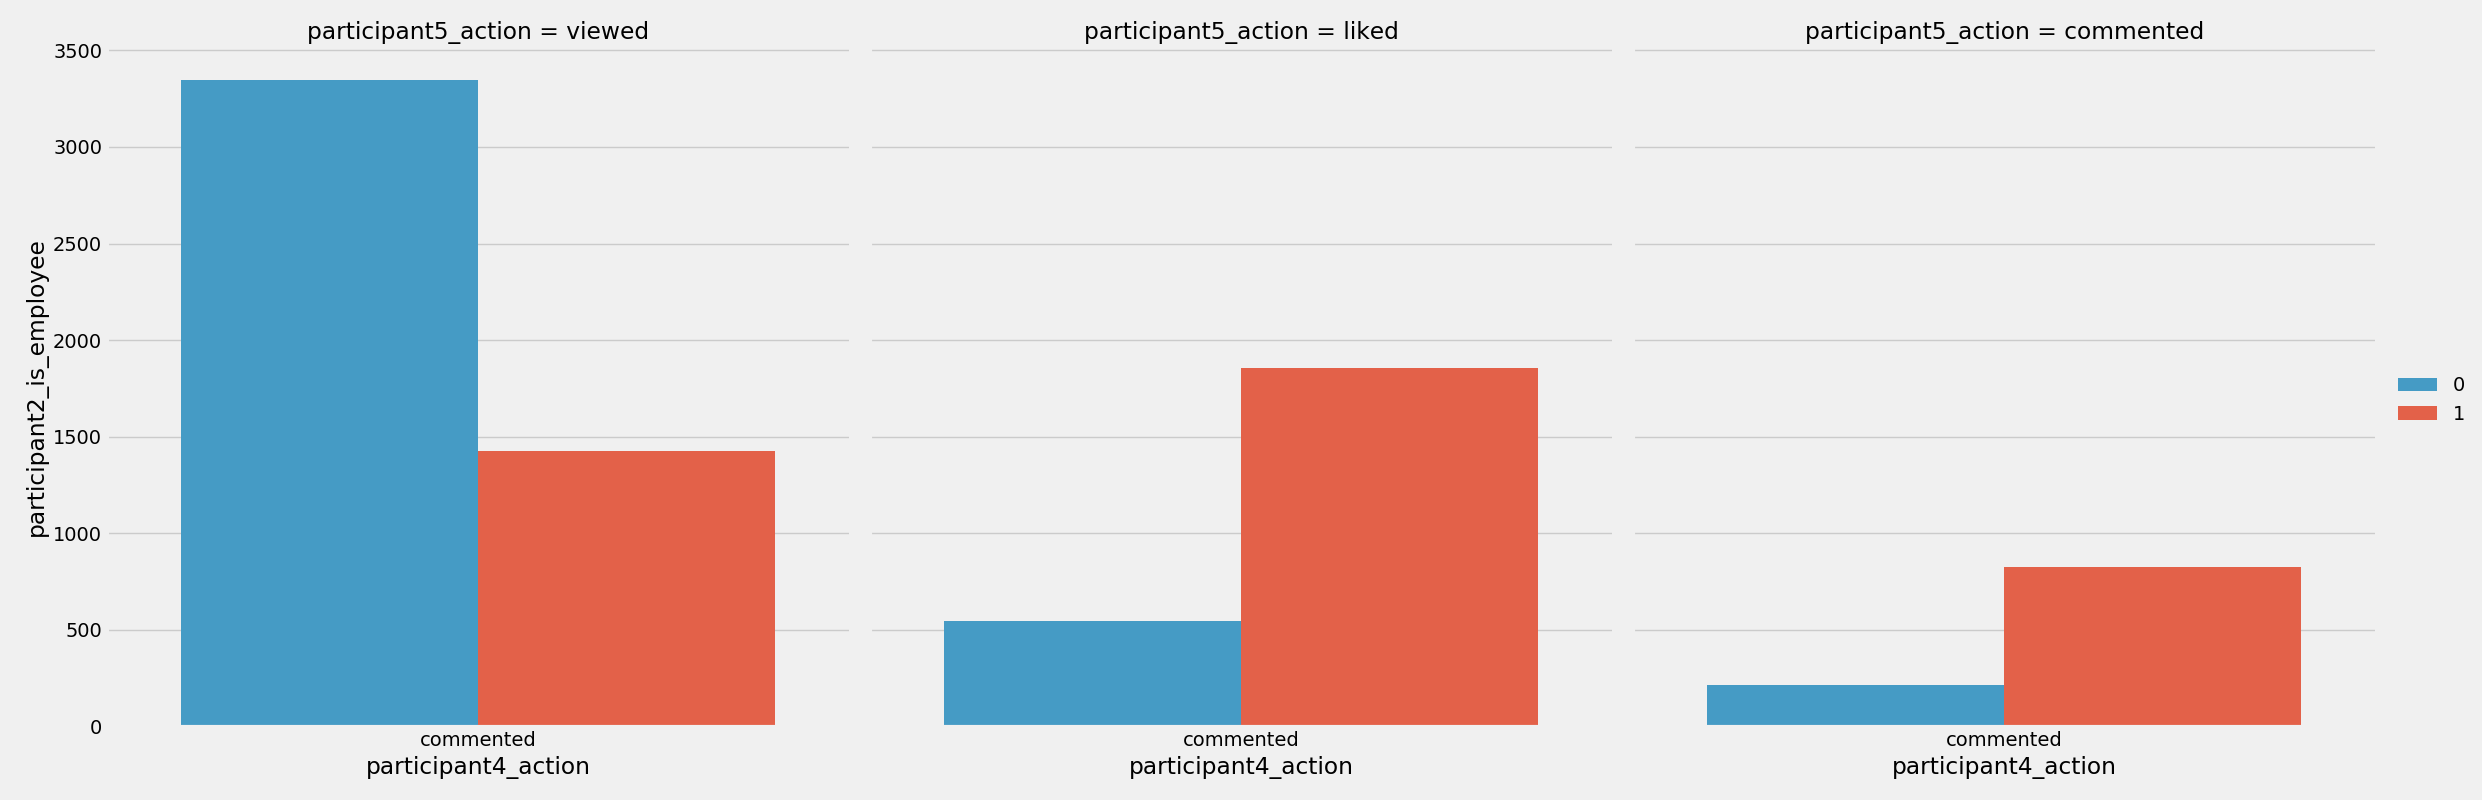 participant5_action = viewed
participant5_action = liked
participant5_action = commented
participant2_is_employee
3500
3000
2500
2000
1500
1000
500
0
commented
commented
commented
participant4_action
participant4_action
participant4_action
0
1